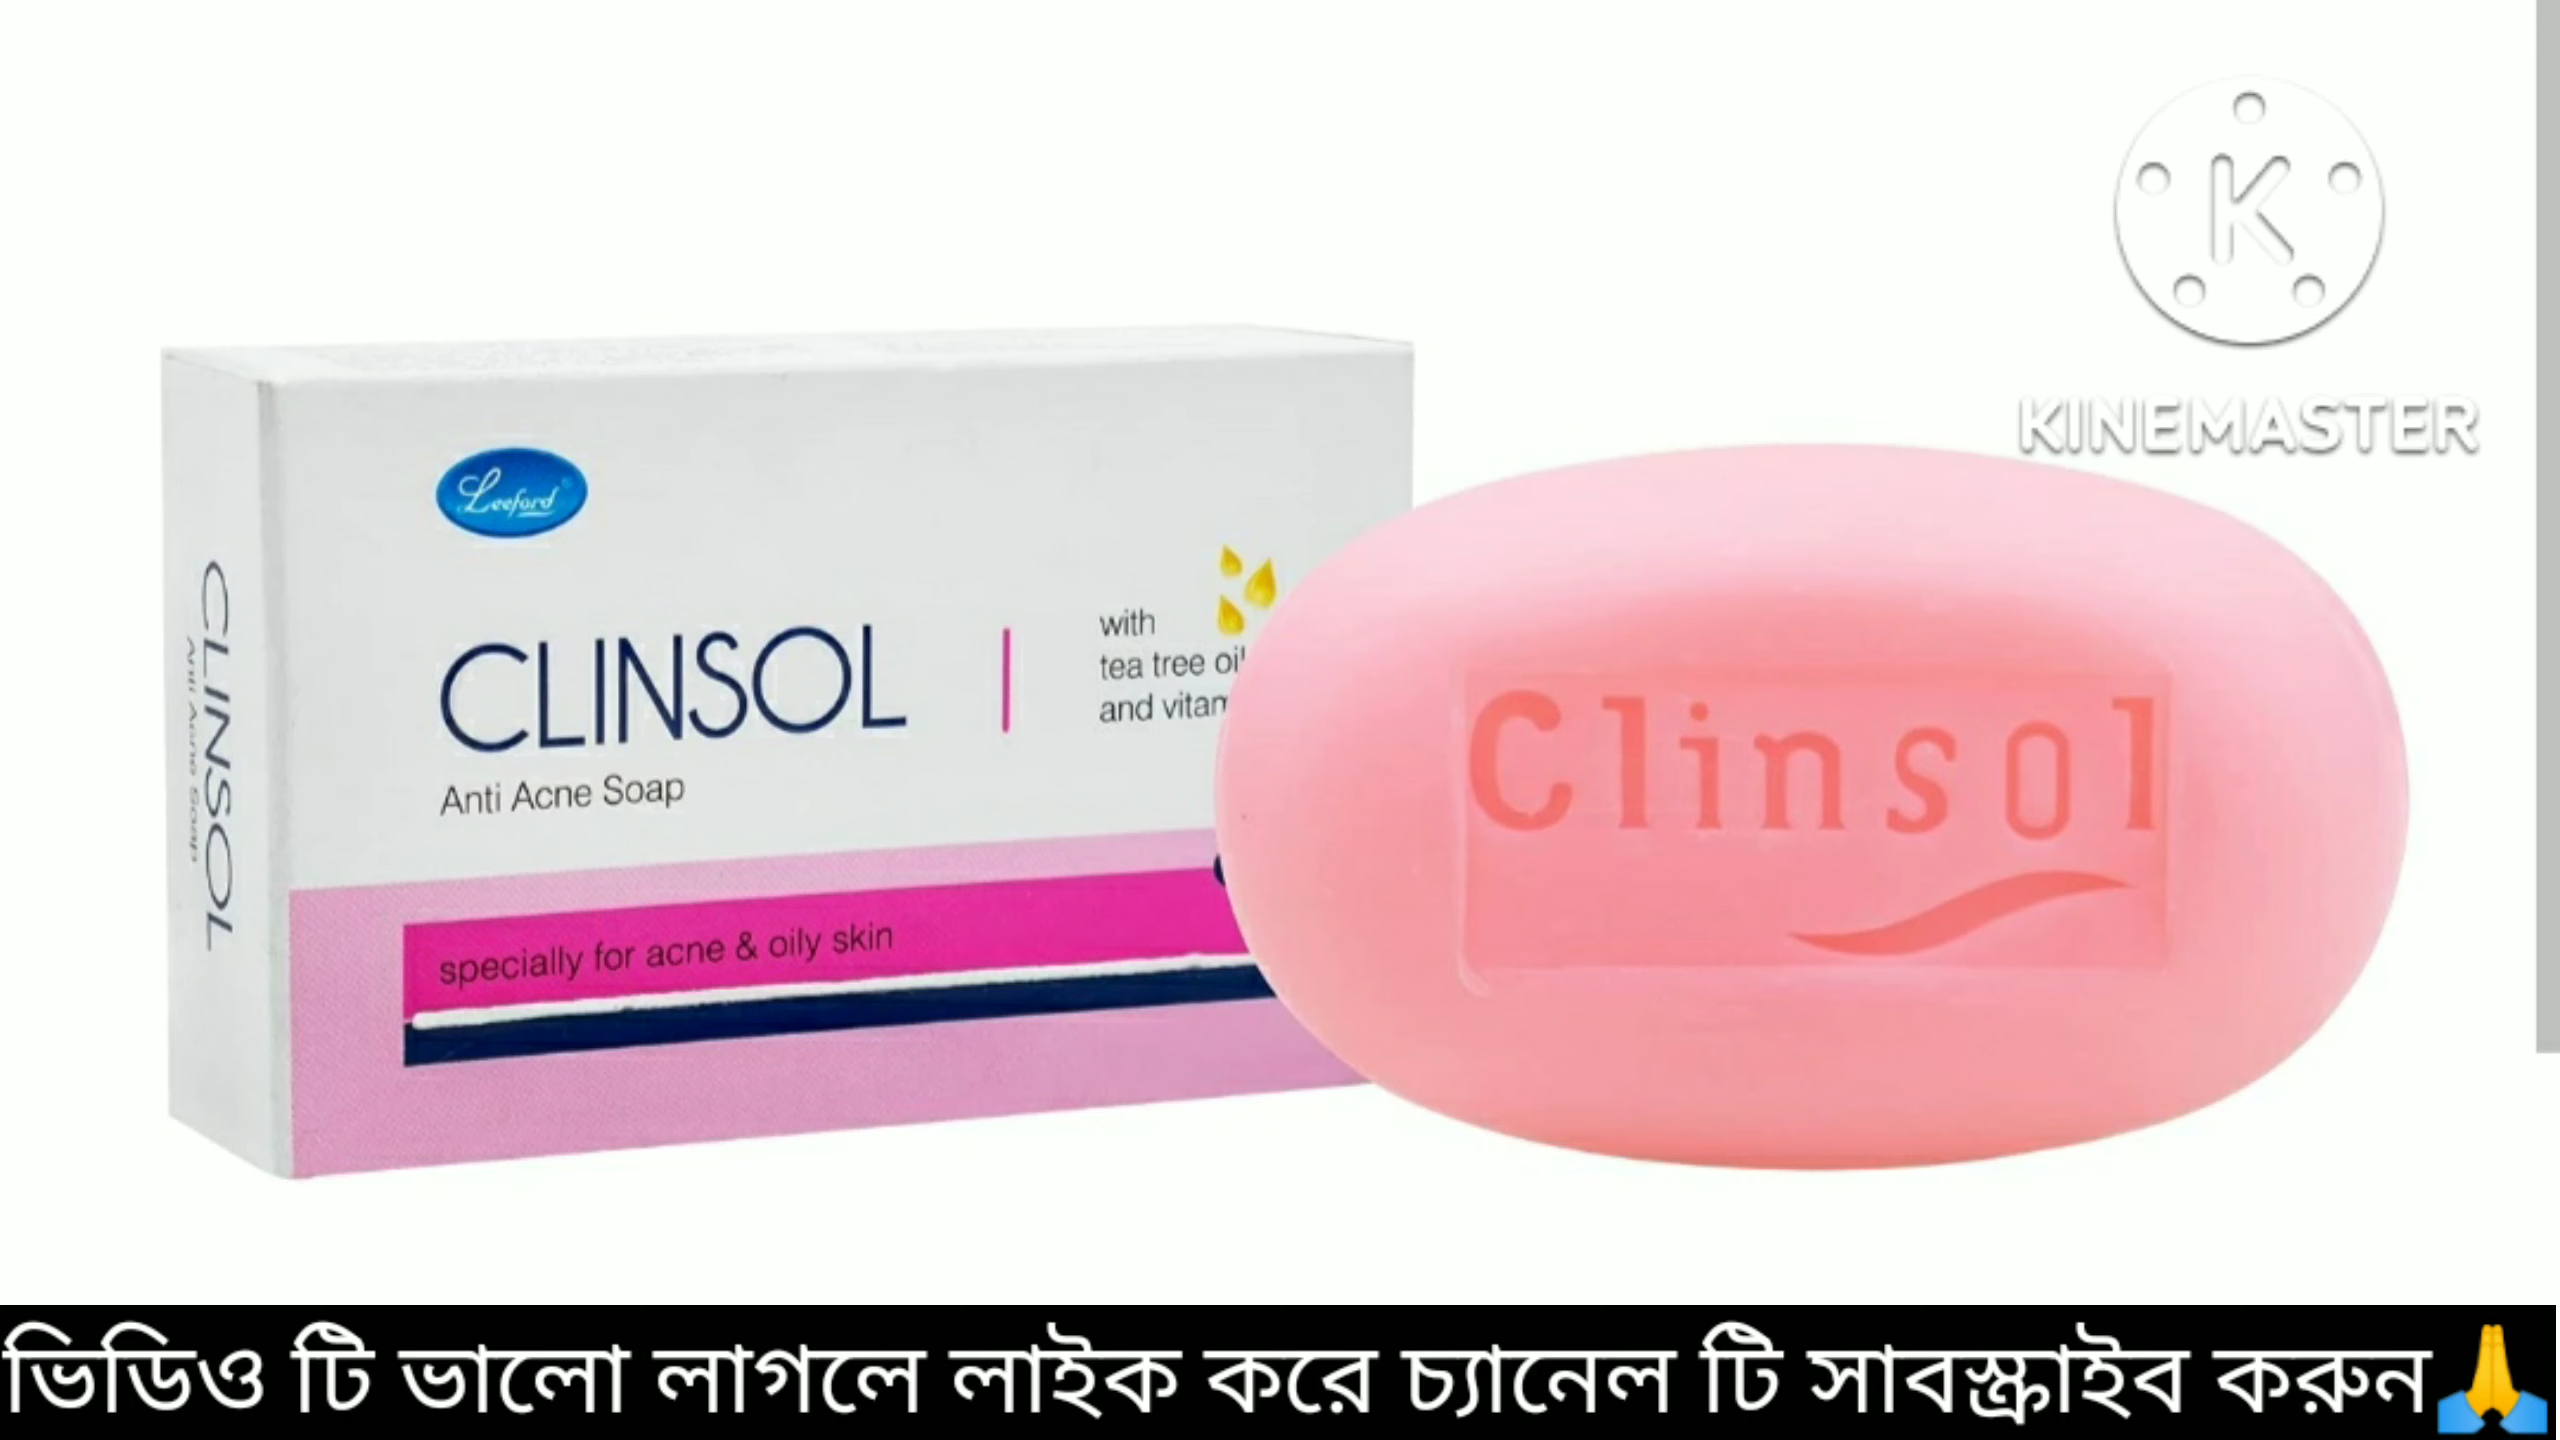 KINEMASTER
Leeford
CLINSOL
Anti Acne Soap
with
tea tree oil
and
specially for acne & oily skin
CLINSOL
Anti Acne Soap
Clinsol
ভিডিও টি ভালো লাগলে লাইক করে চ্যানেল টি সাবস্ক্রাইব করুন🙏